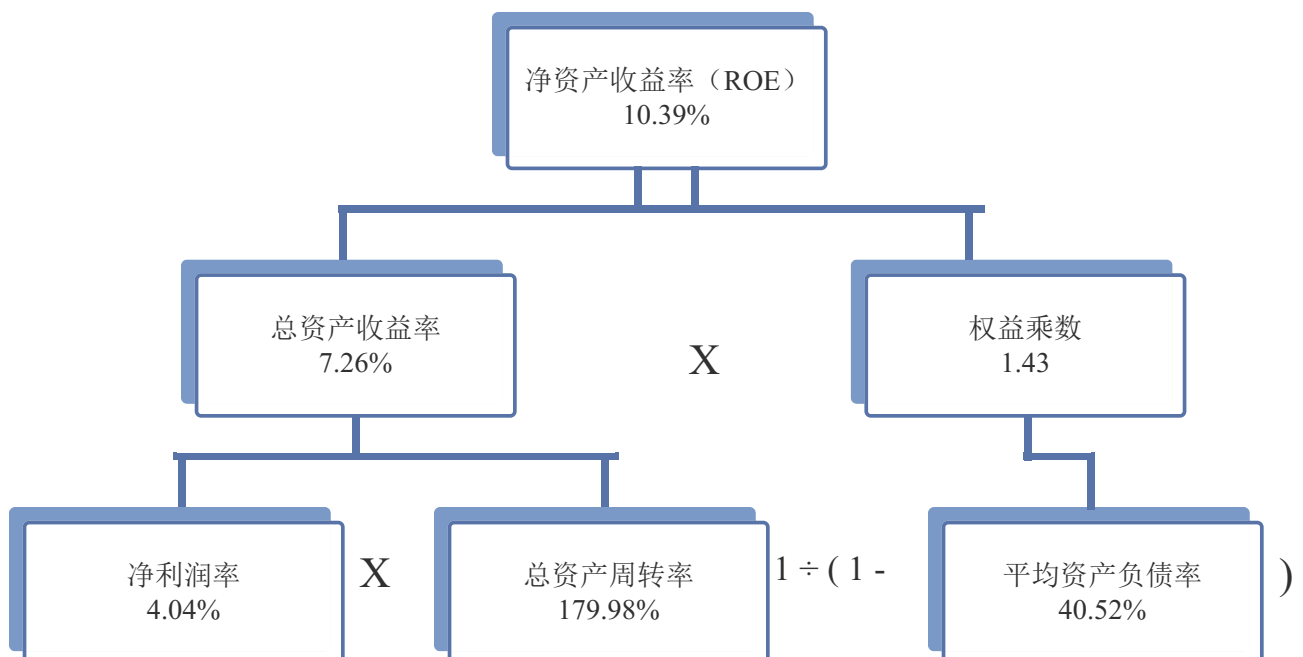 净资产收益率（ROE）
10.39%
总资产收益率
7.26%
X
权益乘数
1.43
净利润率
4.04%
X
总资产周转率
179.98%
1 ÷ ( 1 -
平均资产负债率
40.52%
)